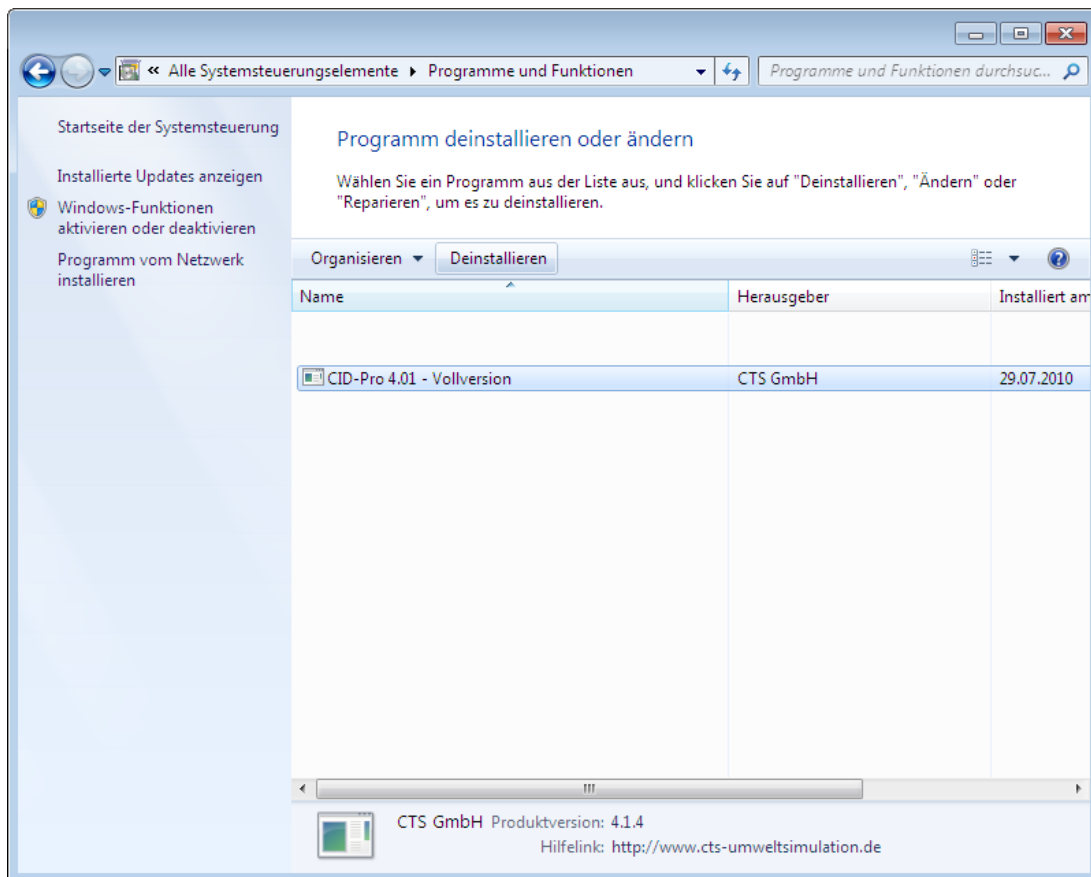 « Alle Systemsteuerungselemente ▸ Programme und Funktionen
Programme und Funktionen durchsuc...
Startseite der Systemsteuerung
Installierte Updates anzeigen
Windows-Funktionen
aktivieren oder deaktivieren
Programm vom Netzwerk
installieren
Programm deinstallieren oder ändern
Wählen Sie ein Programm aus der Liste aus, und klicken Sie auf "Deinstallieren", "Ändern" oder
"Reparieren", um es zu deinstallieren.
Organisieren Deinstallieren
Name Herausgeber Installiert am
CID-Pro 4.01 - Vollversion CTS GmbH 29.07.2010
CTS GmbH Produktversion: 4.1.4
Hilfelink: http://www.cts-umweltsimulation.de